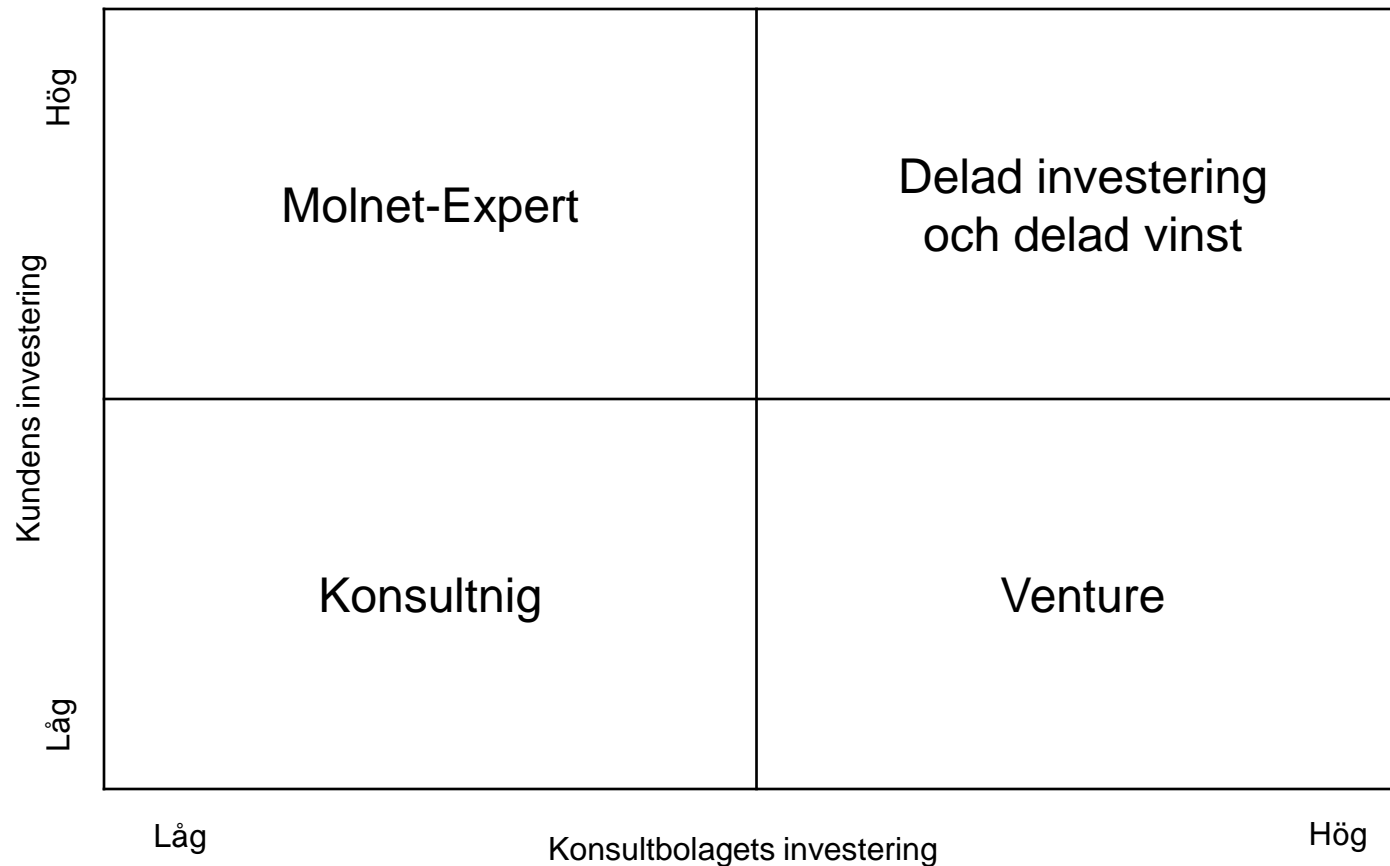 Hög
Molnet-Expert
Delad investering
och delad vinst
Kundens investering
Konsultnig
Venture
Låg
Låg
Konsultbolagets investering
Hög